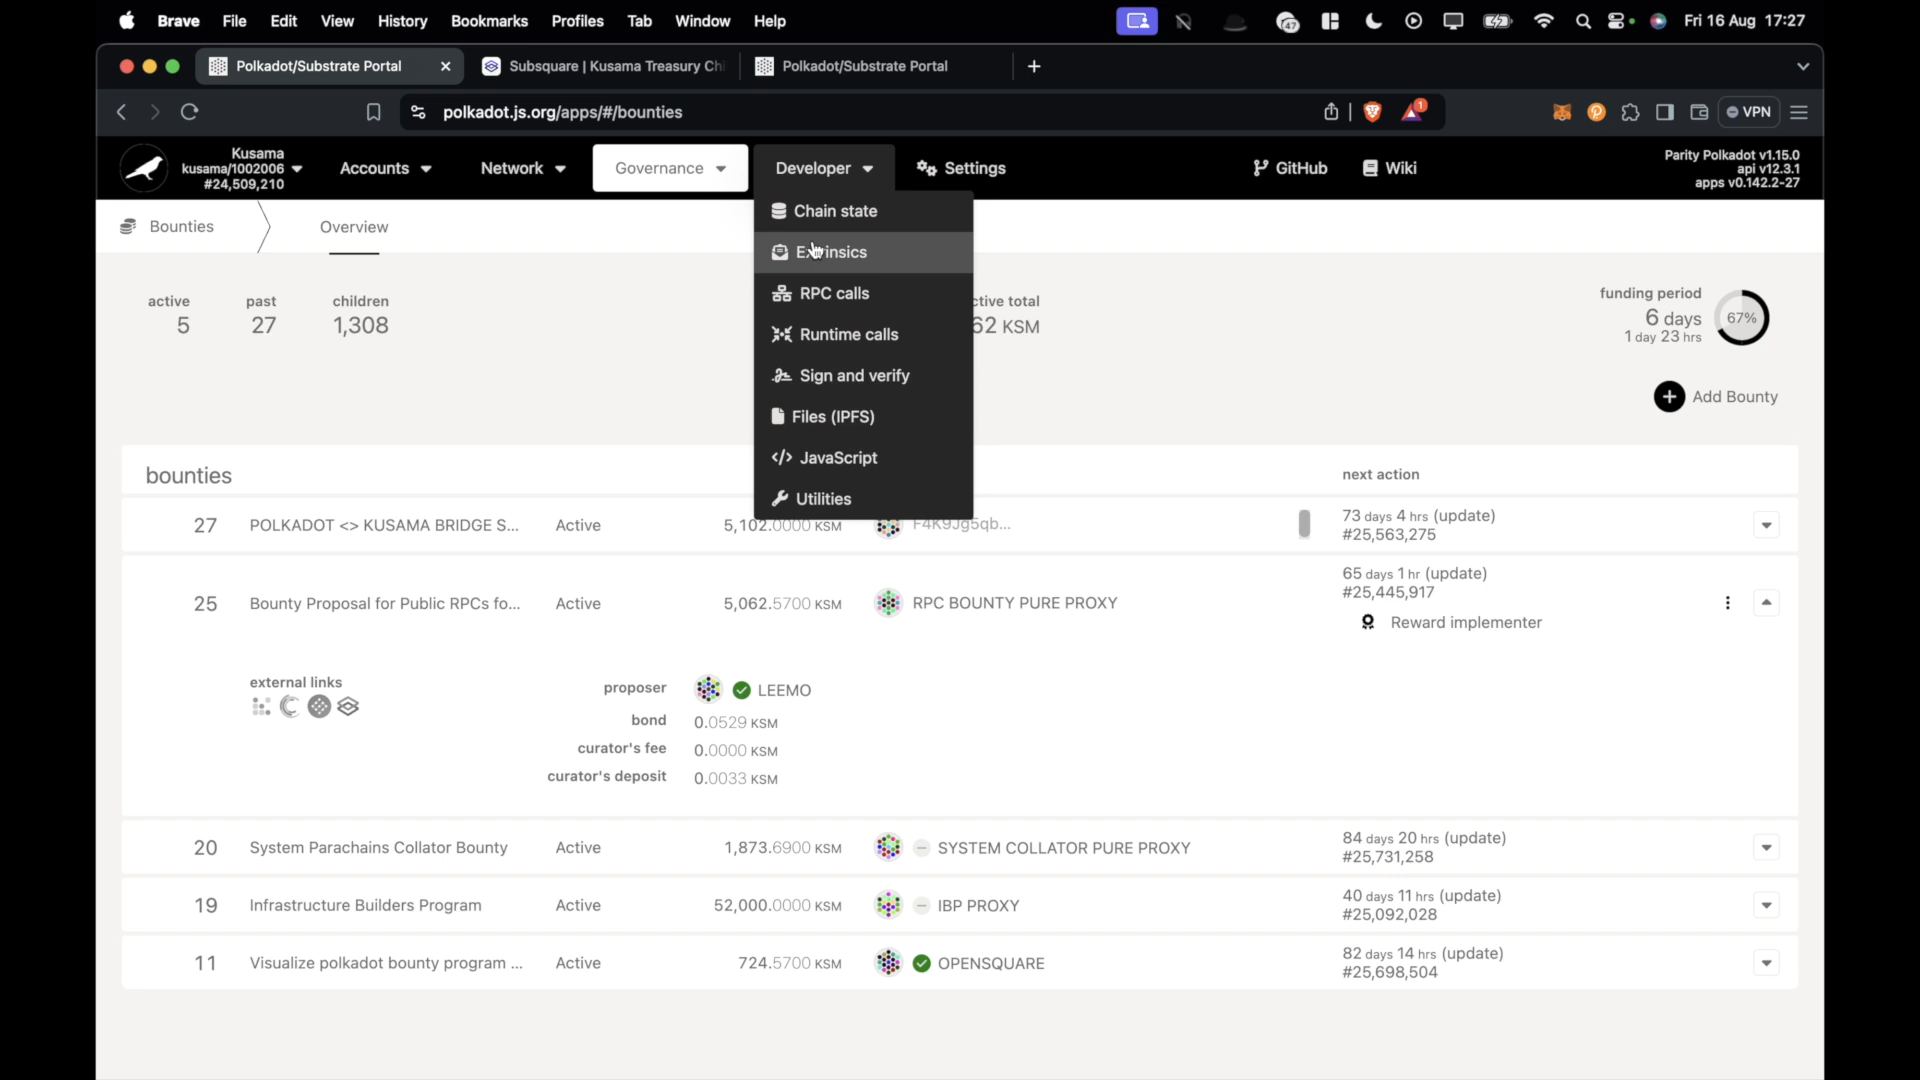 Brave File Edit View History Bookmarks Profiles Tab Window Help
47
Fri 16 Aug 17:27
Polkadot/Substrate Portal
Subsquare | Kusama Treasury Chi
Polkadot/Substrate Portal
polkadot.js.org/apps/#/bounties
1
VPN
Kusama
kusama/1002006
#24,509,210
Accounts
Network
Governance
Developer
Settings
GitHub
Wiki
Parity Polkadot v1.15.0
api v12.3.1
apps v0.142.2-27
Bounties
Overview
Chain state
Extrinsics
RPC calls
Runtime calls
Sign and verify
Files (IPFS)
JavaScript
Utilities
active
5
past
27
children
1,308
ctive total
62 KSM
funding period
6 days
1 day 23 hrs
67%
Add Bounty
bounties
next action
27 POLKADOT <> KUSAMA BRIDGE S... Active 5,102.0000 KSM F4K9Jg5qb...
73 days 4 hrs (update)
#25,563,275
25 Bounty Proposal for Public RPCs fo... Active 5,062.5700 KSM RPC BOUNTY PURE PROXY
65 days 1 hr (update)
#25,445,917
Reward implementer
external links
proposer LEEMO
bond 0.0529 KSM
curator's fee 0.0000 KSM
curator's deposit 0.0033 KSM
20 System Parachains Collator Bounty Active 1,873.6900 KSM SYSTEM COLLATOR PURE PROXY
84 days 20 hrs (update)
#25,731,258
19 Infrastructure Builders Program Active 52,000.0000 KSM IBP PROXY
40 days 11 hrs (update)
#25,092,028
11 Visualize polkadot bounty program ... Active 724.5700 KSM OPENSQUARE
82 days 14 hrs (update)
#25,698,504